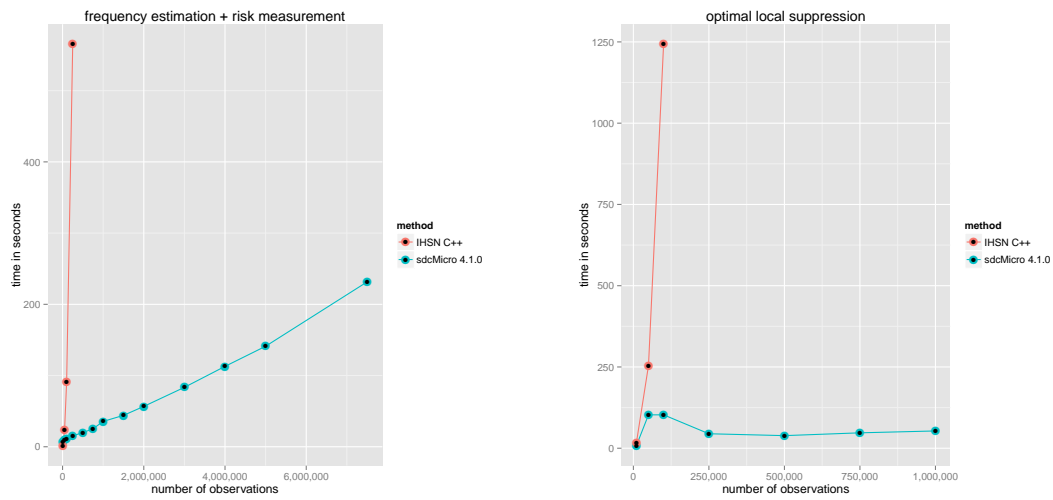 frequency estimation + risk measurement
400
200
0
time in seconds
0
2,000,000
4,000,000
6,000,000
number of observations
method
IHSN C++
sdcMicro 4.1.0
optimal local suppression
1250
1000
750
500
250
0
time in seconds
0
250,000
500,000
750,000
1,000,000
number of observations
method
IHSN C++
sdcMicro 4.1.0